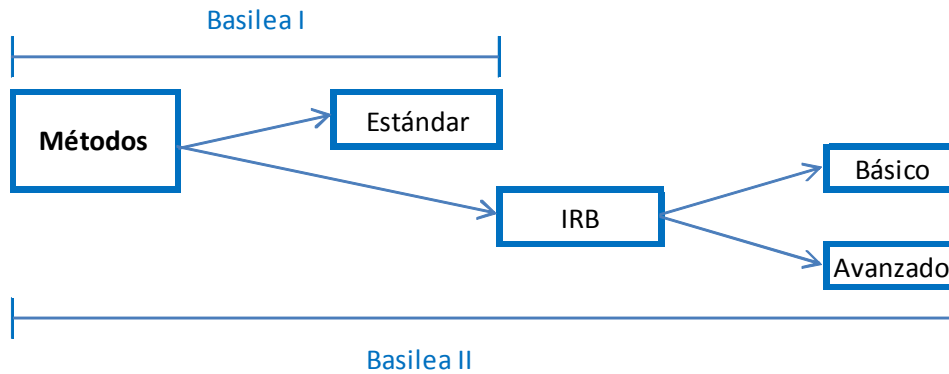 Basilea I
Métodos
Estándar
IRB
Básico
Avanzado
Basilea II